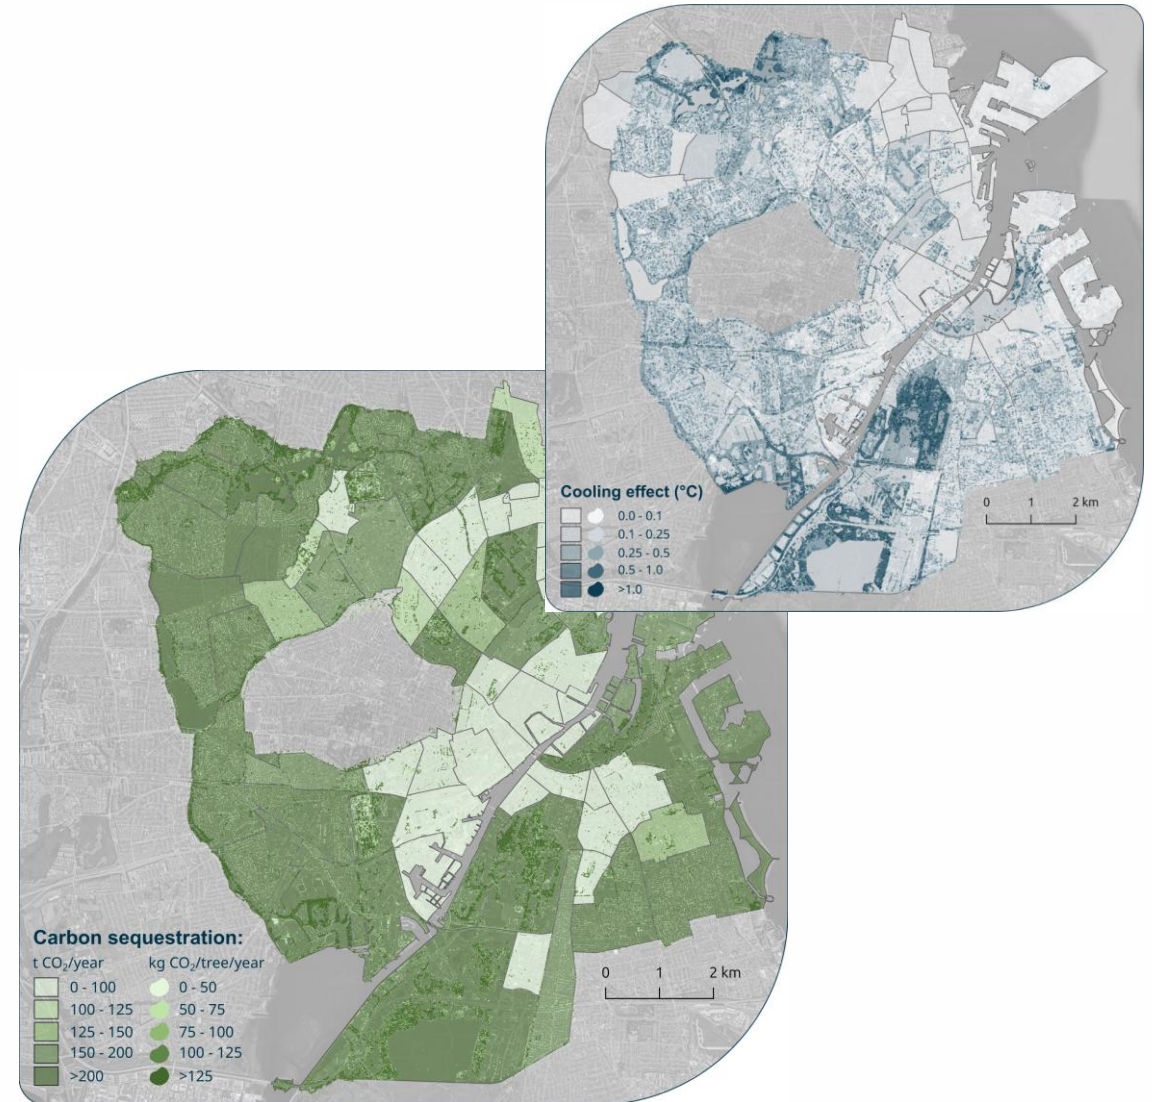 Cooling effect (°C)
0.0 - 0.1
0.1 - 0.25
0.25 - 0.5
0.5 - 1.0
>1.0
0 1 2 km
Carbon sequestration:
t CO₂/year kg CO₂/tree/year
0 - 100 0 - 50
100 - 125 50 - 75
125 - 150 75 - 100
150 - 200 100 - 125
>200 >125
0 1 2 km